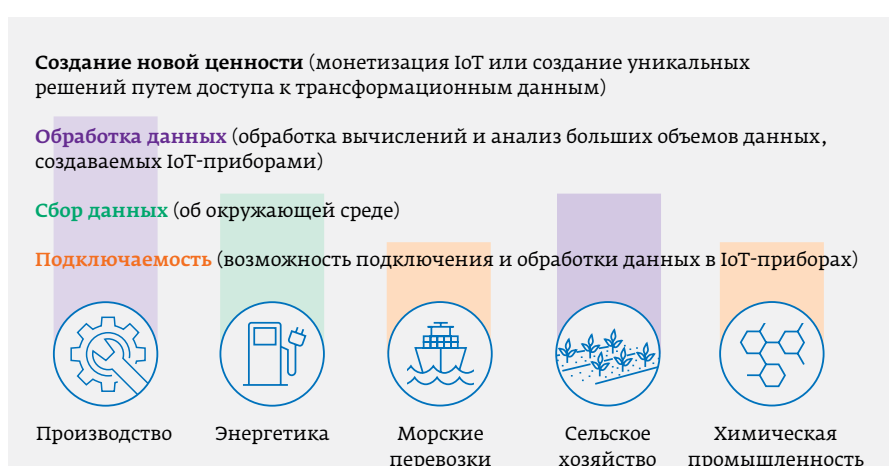 Создание новой ценности (монетизация IoT или создание уникальных
решений путем доступа к трансформационным данным)
Обработка данных (обработка вычислений и анализ больших объемов данных,
создаваемых IoT-приборами)
Сбор данных (об окружающей среде)
Подключаемость (возможность подключения и обработки данных в IoT-приборах)
Производство
Энергетика
Морские
перевозки
Сельское
хозяйство
Химическая
промышленность